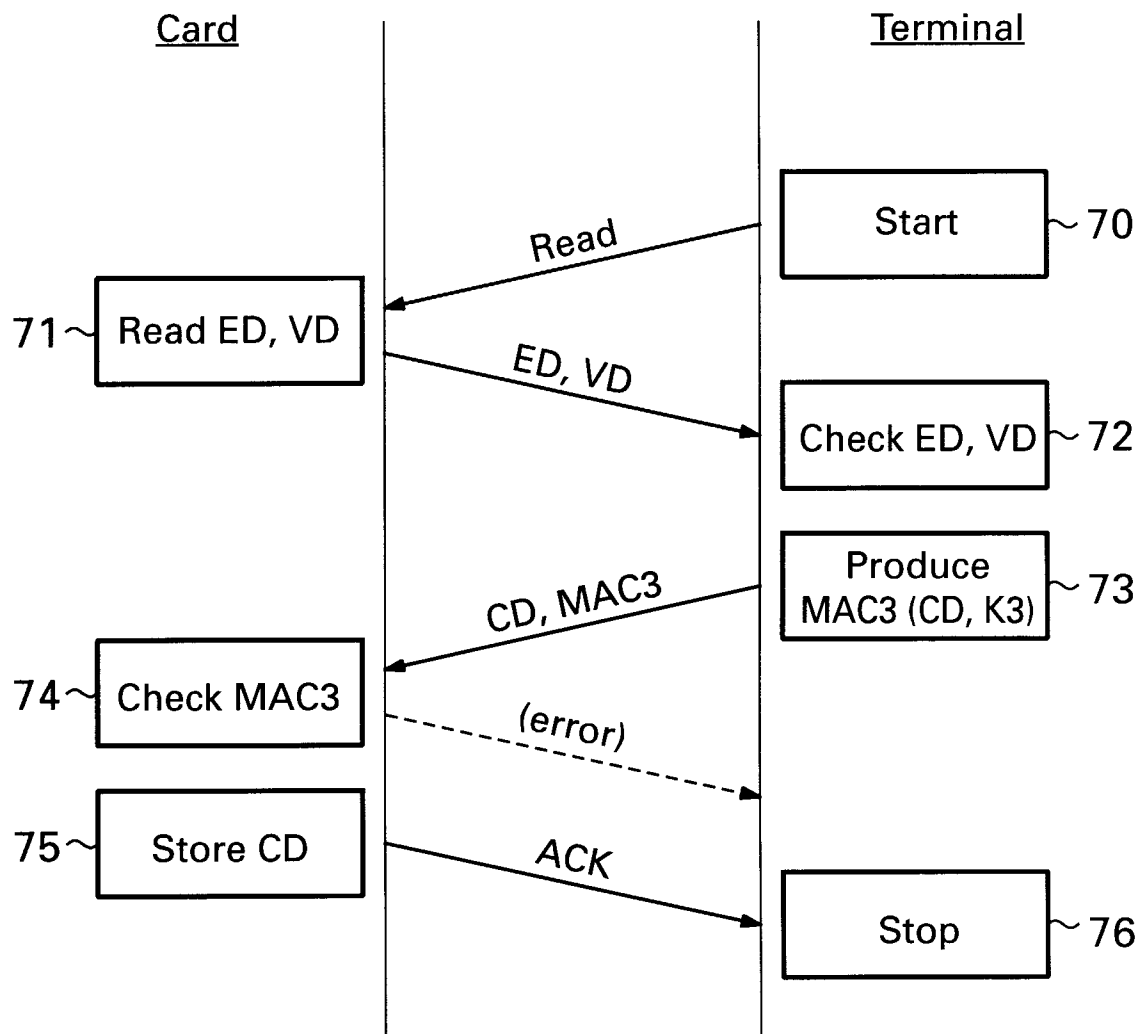 Card
Terminal
Start
70
Read
71
Read ED, VD
ED, VD
Check ED, VD
72
Produce
MAC3 (CD, K3)
73
CD, MAC3
74
Check MAC3
(error)
75
Store CD
ACK
Stop
76